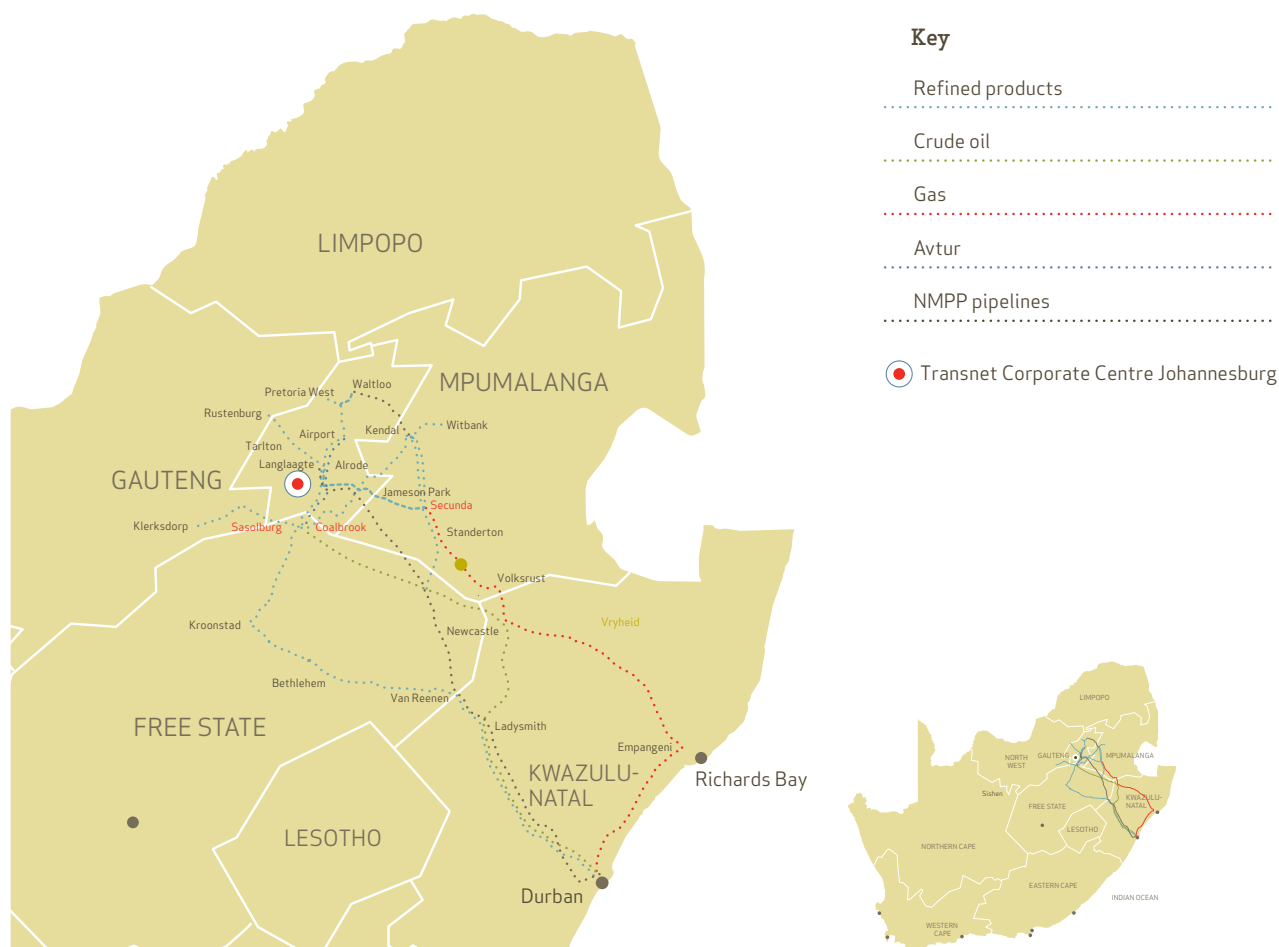 Key
Refined products
Crude oil
Gas
Avtur
NMPP pipelines
Transnet Corporate Centre Johannesburg
LIMPOPO
MPUMALANGA
Waltloo
Pretoria West
Rustenburg
Airport
Kendal
Witbank
Tarlton
Langlaagte
Alrode
GAUTENG
Jameson Park
Secunda
Klerksdorp
Sasolburg
Coalbrook
Standerton
Volksrust
Vryheid
Kroonstad
Newcastle
Bethlehem
Van Reenen
FREE STATE
Ladysmith
Empangeni
KWAZULU-
NATAL
Richards Bay
LESOTHO
Durban
LIMPOPO
NORTH
WEST
GAUTENG
MPUMALANGA
Sishen
FREE STATE
KWAZULU-
NATAL
LESOTHO
NORTHERN CAPE
EASTERN CAPE
INDIAN OCEAN
WESTERN
CAPE